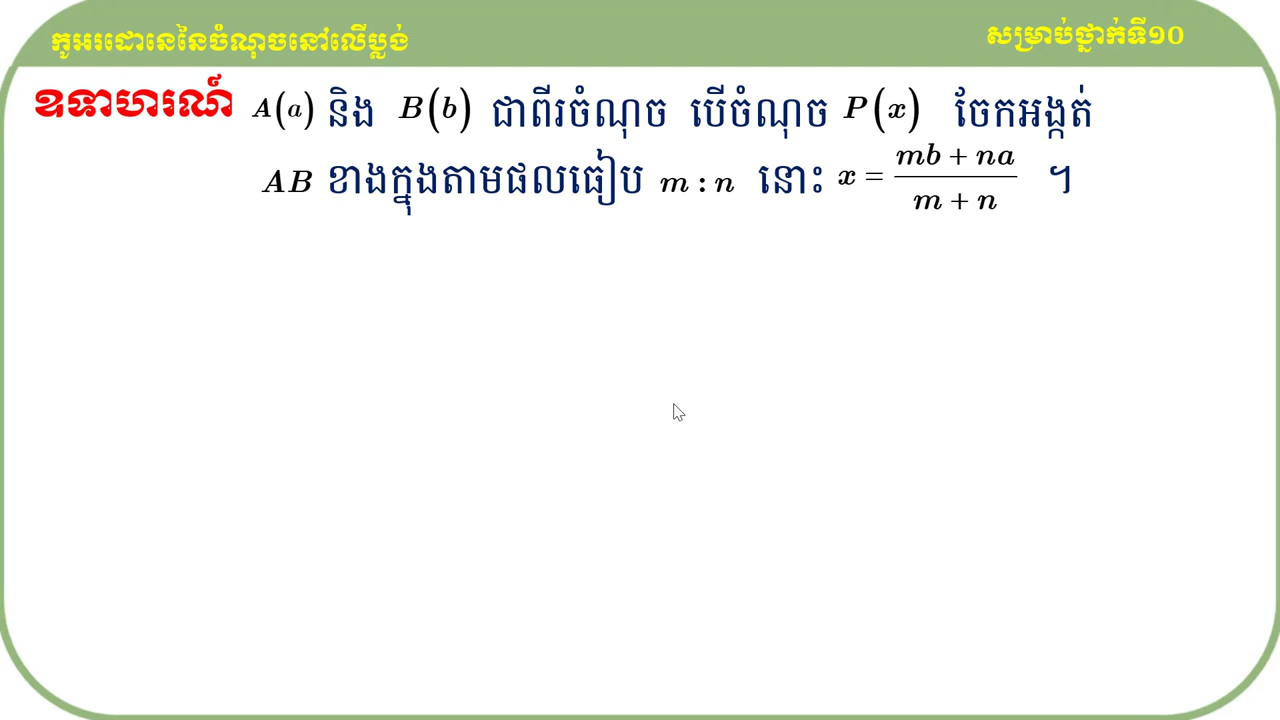 កូអរដោនេនៃចំណុចនៅលើប្លង់
សម្រាប់ថ្នាក់ទី១០
ឧទាហរណ៍ A(a) និង B(b) ជាពីរចំណុច បើចំណុច P(x) ចែកអង្កត់
AB ខាងក្នុងតាមផលធៀប m : n នោះ x = (mb + na)/(m + n) ។